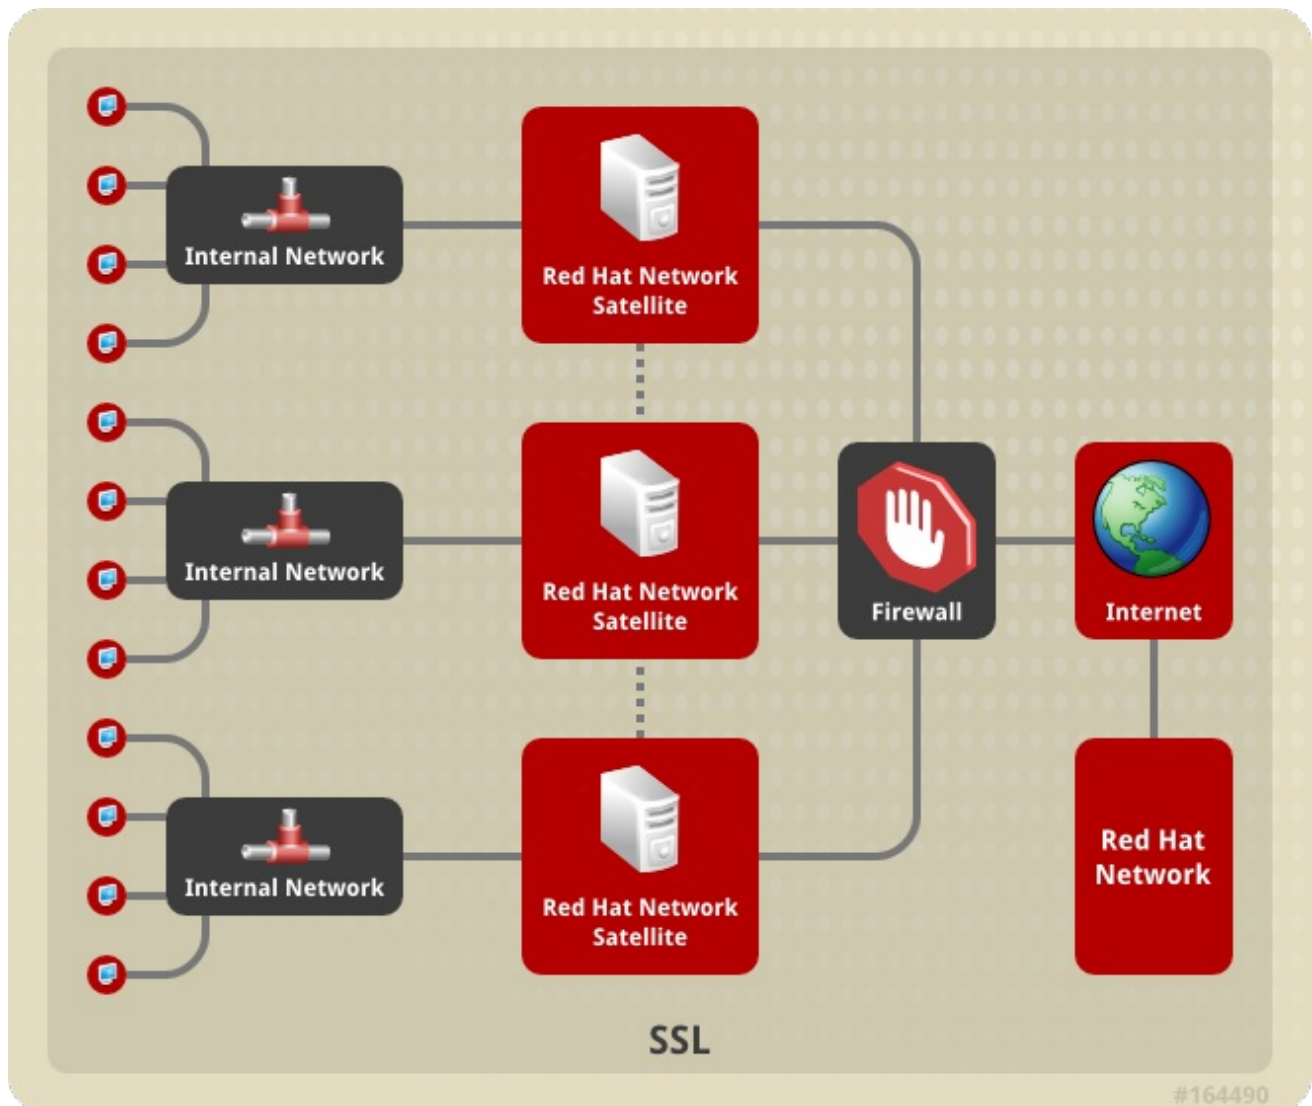 Internal Network
Red Hat Network
Satellite
Internal Network
Red Hat Network
Satellite
Firewall
Internet
Internal Network
Red Hat Network
Satellite
Red Hat
Network
SSL
#164490